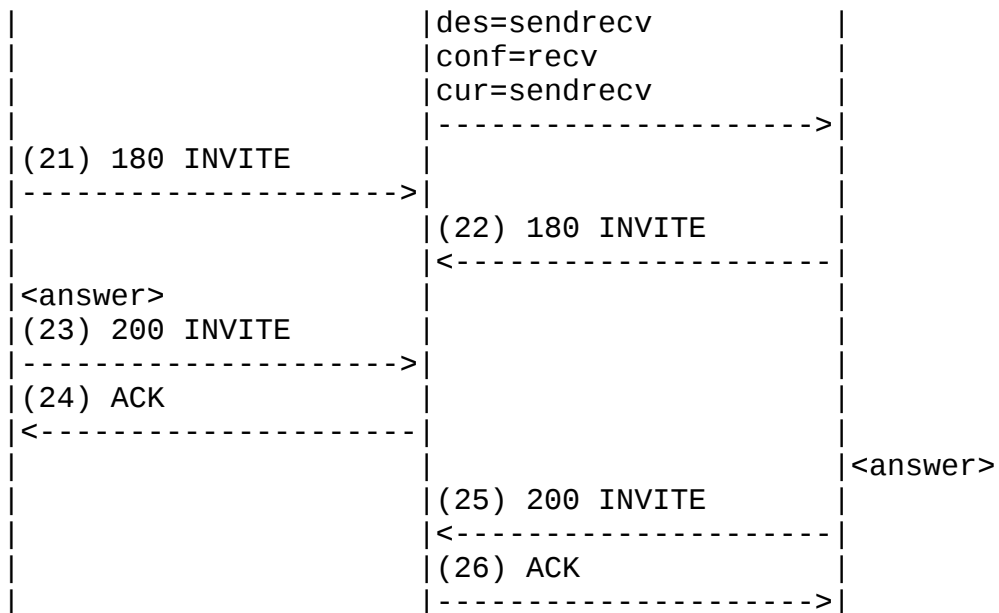 |                      |des=sendrecv          |
|                      |conf=recv             |
|                      |cur=sendrecv          |
|                      |--------------------->|
|(21) 180 INVITE       |                      |
|--------------------->|                      |
|                      |(22) 180 INVITE       |
|                      |<---------------------|
|<answer>              |                      |
|(23) 200 INVITE       |                      |
|--------------------->|                      |
|(24) ACK              |                      |
|<---------------------|                      |
|                      |                      |<answer>
|                      |(25) 200 INVITE       |
|                      |<---------------------|
|                      |(26) ACK              |
|                      |--------------------->|